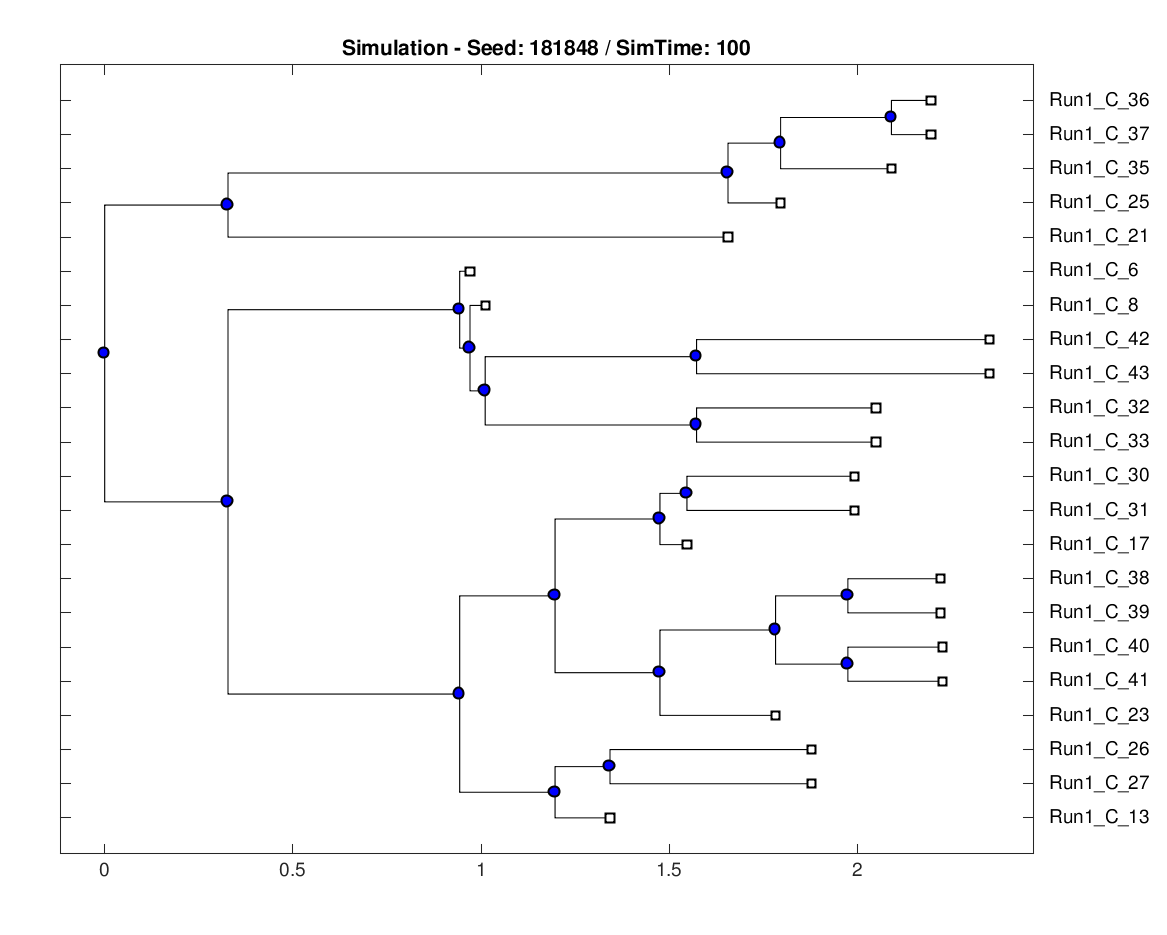 Simulation - Seed: 181848 / SimTime: 100
Run1_C_36
Run1_C_37
Run1_C_35
Run1_C_25
Run1_C_21
Run1_C_6
Run1_C_8
Run1_C_42
Run1_C_43
Run1_C_32
Run1_C_33
Run1_C_30
Run1_C_31
Run1_C_17
Run1_C_38
Run1_C_39
Run1_C_40
Run1_C_41
Run1_C_23
Run1_C_26
Run1_C_27
Run1_C_13
0 0.5 1 1.5 2